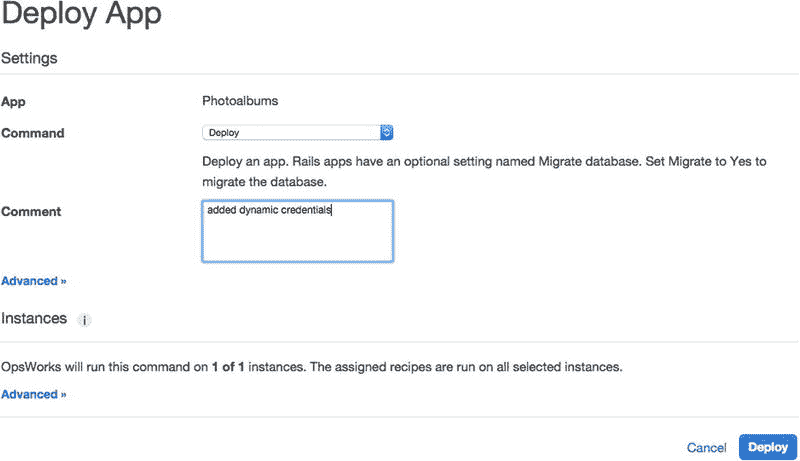 Deploy App
Settings
App Photoalbums
Command Deploy
Deploy an app. Rails apps have an optional setting named Migrate database. Set Migrate to Yes to
migrate the database.
Comment added dynamic credentials
Advanced »
Instances i
OpsWorks will run this command on 1 of 1 instances. The assigned recipes are run on all selected instances.
Advanced »
Cancel Deploy